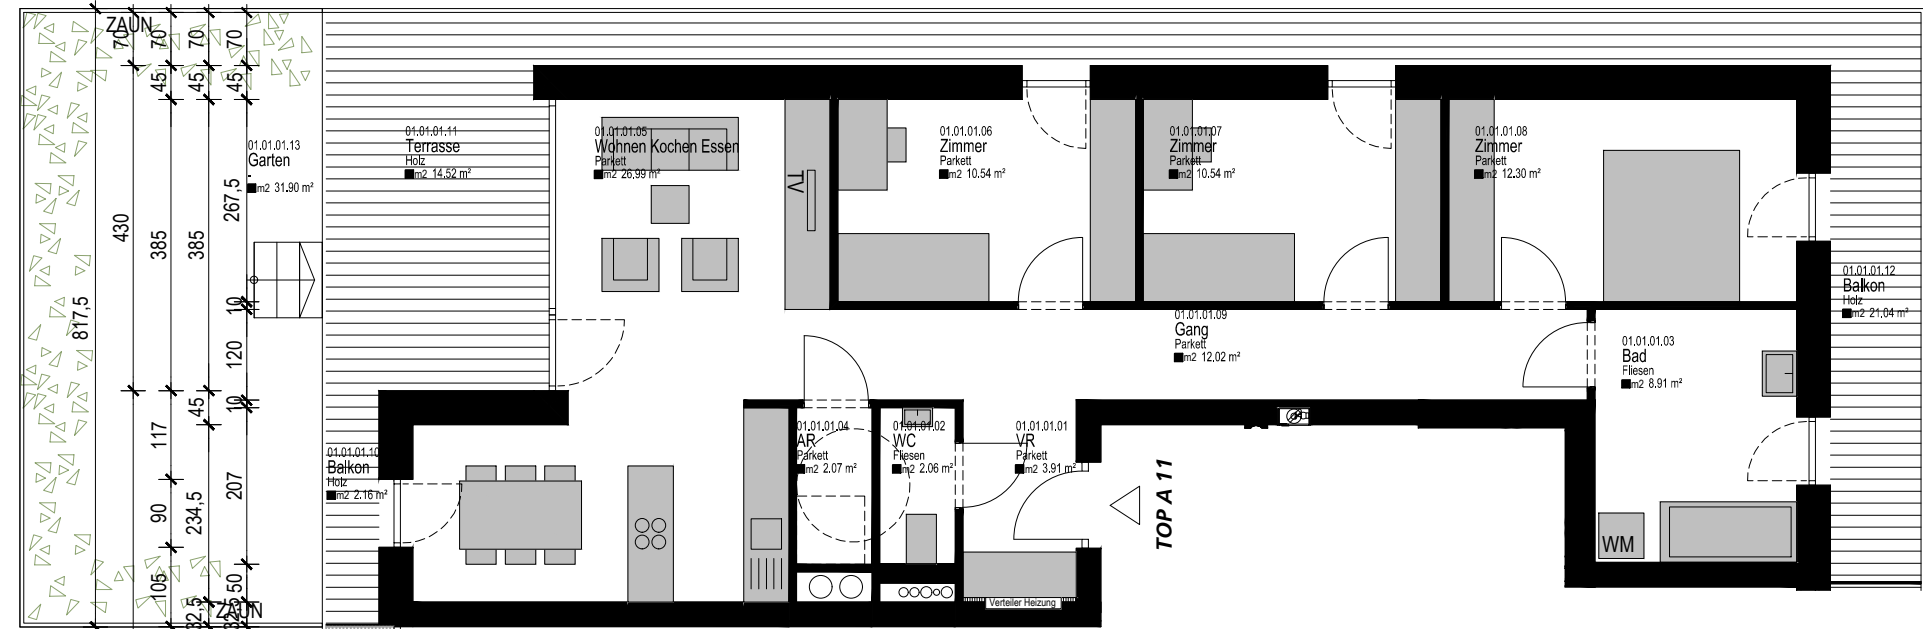 ZAUN
70
70
70
70
45
45
45
430
817,5
385
385
267,5
10
120
10
45
117
207
90
234,5
105
50
32,5
32,5
ZAUN
01.01.01.13
Garten
-
m2 31.90 m²
01.01.01.11
Terrasse
Holz
m2 14.52 m²
01.01.01.05
Wohnen Kochen Essen
Parkett
m2 26,99 m²
TV
01.01.01.06
Zimmer
Parkett
m2 10.54 m²
01.01.01.07
Zimmer
Parkett
m2 10.54 m²
01.01.01.08
Zimmer
Parkett
m2 12.30 m²
01.01.01.12
Balkon
Holz
m2 21,04 m²
01.01.01.09
Gang
Parkett
m2 12,02 m²
01.01.01.03
Bad
Fliesen
m2 8.91 m²
01.01.01.10
Balkon
Holz
m2 2.16 m²
01.01.01.04
AR
Parkett
m2 2.07 m²
01.01.01.02
WC
Fliesen
m2 2.06 m²
01.01.01.01
VR
Parkett
m2 3.91 m²
TOP A 11
WM
Verteiler Heizung